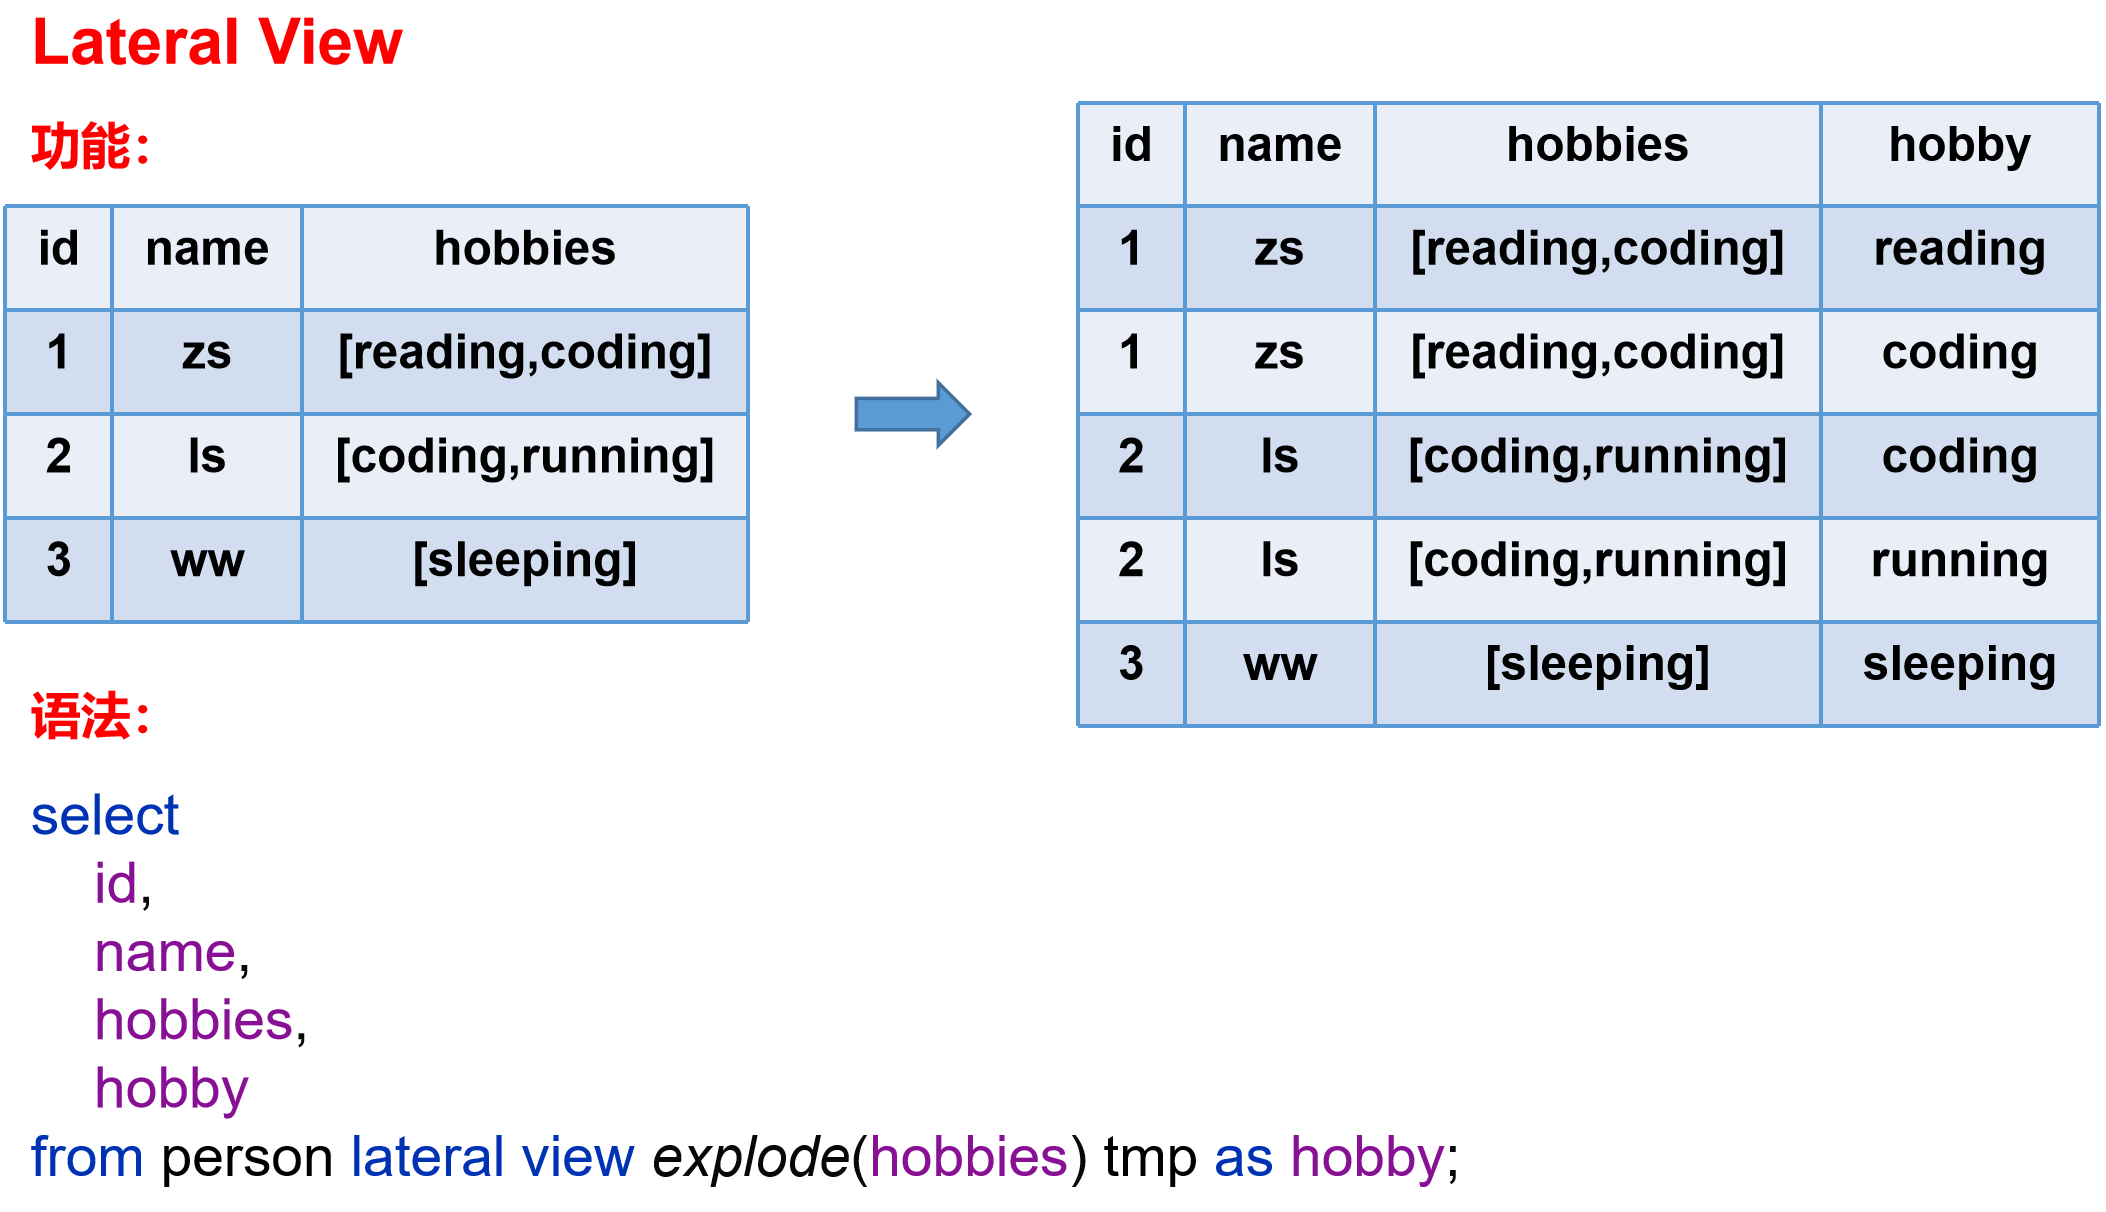 Lateral View
功能：
id name hobbies
1 zs [reading,coding]
2 ls [coding,running]
3 ww [sleeping]
id name hobbies hobby
1 zs [reading,coding] reading
1 zs [reading,coding] coding
2 ls [coding,running] coding
2 ls [coding,running] running
3 ww [sleeping] sleeping
语法：
select
id,
name,
hobbies,
hobby
from person lateral view explode(hobbies) tmp as hobby;